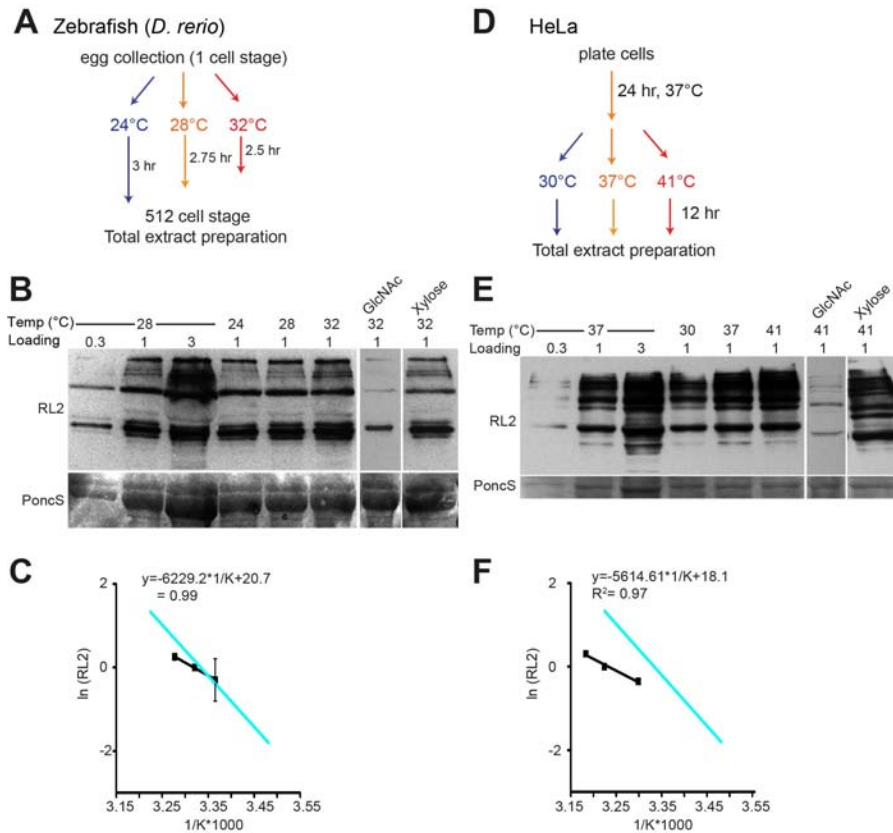 A Zebrafish (D. rerio)
egg collection (1 cell stage)
24°C 28°C 32°C
3 hr 2.75 hr 2.5 hr
512 cell stage
Total extract preparation
B
GlcNAc Xylose
Temp (°C) 28 24 28 32 32 32
Loading 0.3 1 3 1 1 1 1 1
RL2
PoncS
C
y=-6229.2*1/K+20.7
= 0.99
2
0
-2
ln (RL2)
3.15 3.25 3.35 3.45 3.55
1/K*1000
D HeLa
plate cells
24 hr, 37°C
30°C 37°C 41°C
12 hr
Total extract preparation
E
GlcNAc Xylose
Temp (°C) 37 30 37 41 41 41
Loading 0.3 1 3 1 1 1 1 1
RL2
PoncS
F
y=-5614.61*1/K+18.1
R²= 0.97
2
0
-2
ln (RL2)
3.15 3.25 3.35 3.45 3.55
1/K*1000